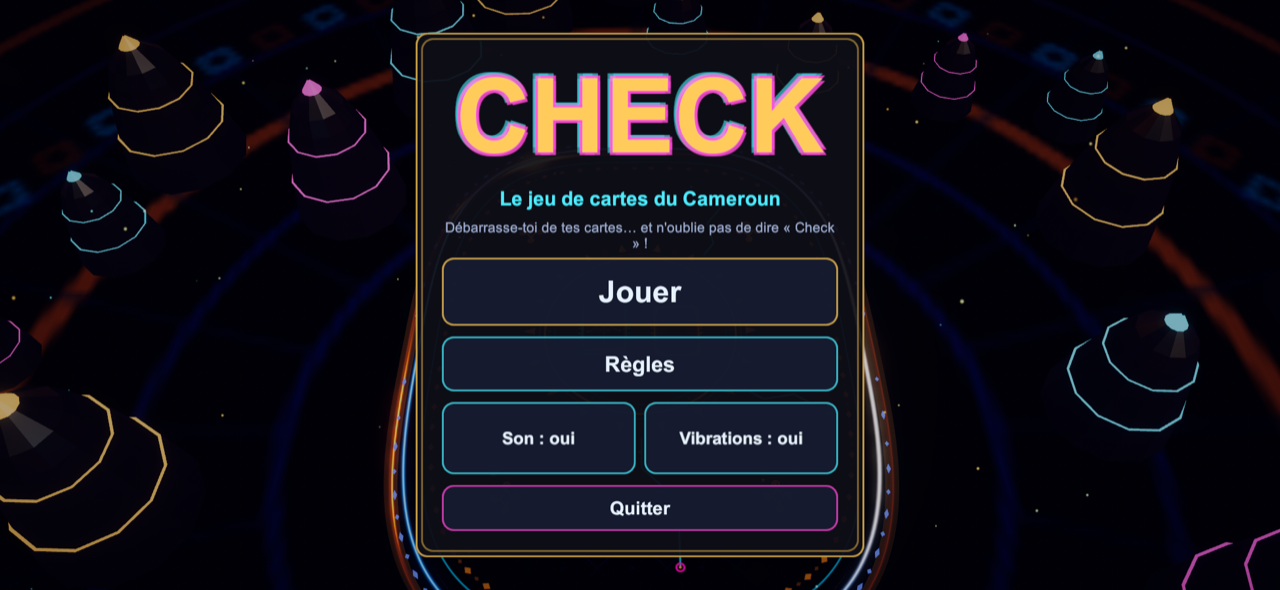 CHECK
Le jeu de cartes du Cameroun
Débarrasse-toi de tes cartes… et n'oublie pas de dire « Check
» !
Jouer
Règles
Son : oui
Vibrations : oui
Quitter